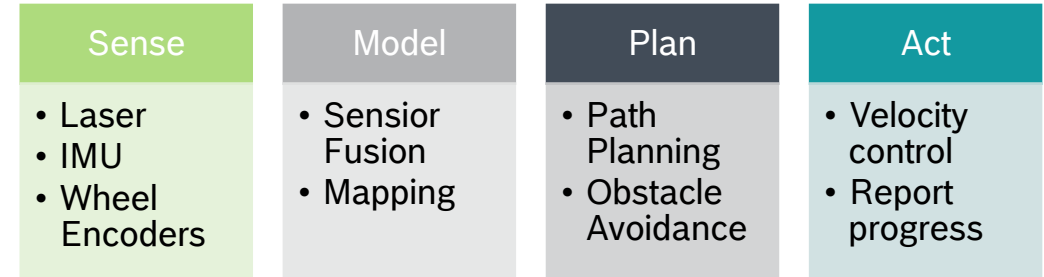 Sense
• Laser
• IMU
• Wheel
Encoders
Model
• Sensior
Fusion
• Mapping
Plan
• Path
Planning
• Obstacle
Avoidance
Act
• Velocity
control
• Report
progress